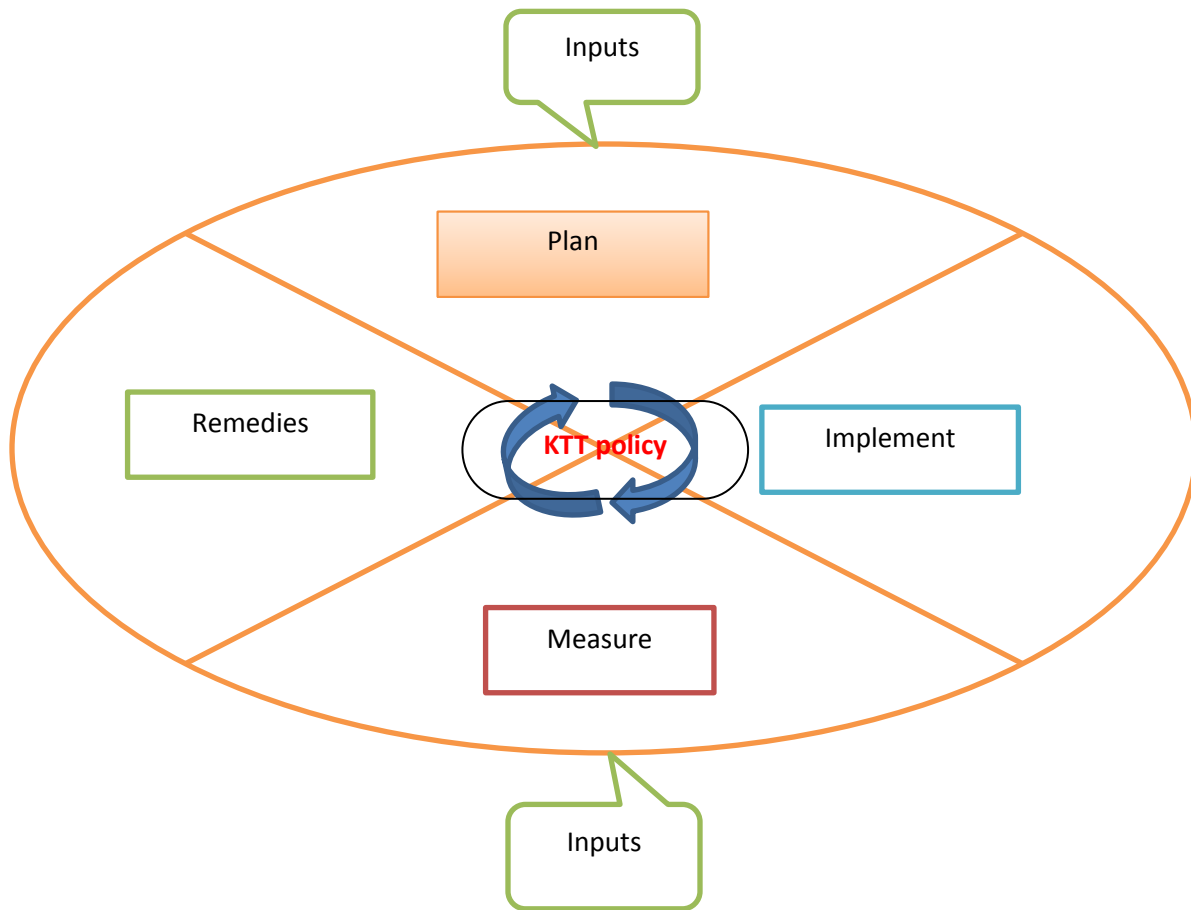 Inputs
Plan
Remedies
KTT policy
Implement
Measure
Inputs